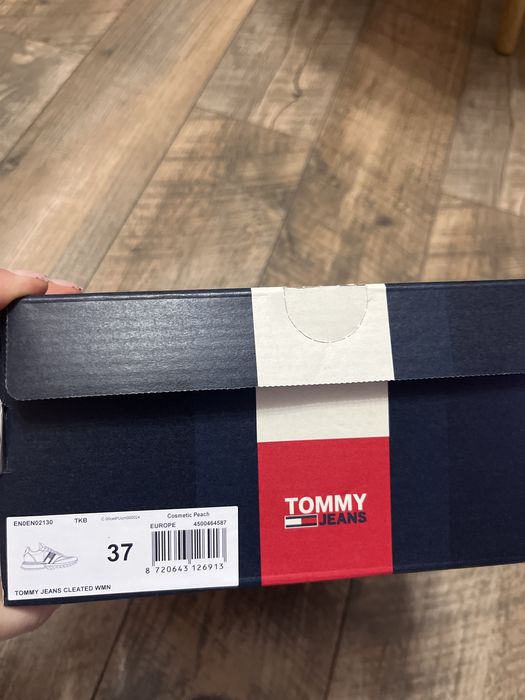 TOMMY
JEANS
EN0EN02130 TKB Cosmetic Peach
EUROPE 4500464587
37
8 720643 126913
TOMMY JEANS CLEATED WMN